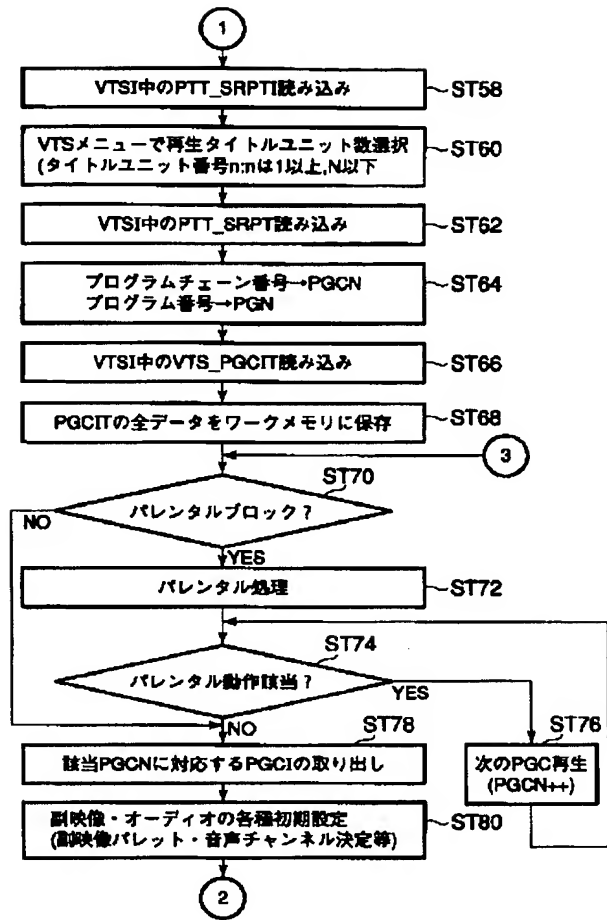 1
VTSI中のPTT_SRPTI読み込み
ST58
VTSメニューで再生タイトルユニット数選択
(タイトルユニット番号n:nは1以上,N以下
ST60
VTSI中のPTT_SRPT読み込み
ST62
プログラムチェーン番号→PGCN
プログラム番号→PGN
ST64
VTSI中のVTS_PGCIT読み込み
ST66
PGCITの全データをワークメモリに保存
ST68
3
ST70
パレンタルブロック?
NO
YES
パレンタル処理
ST72
ST74
パレンタル動作該当?
YES
NO
ST78
ST76
該当PGCNに対応するPGCIの取り出し
次のPGC再生
(PGCN++)
副映像・オーディオの各種初期設定
(副映像パレット・音声チャンネル決定等)
ST80
2